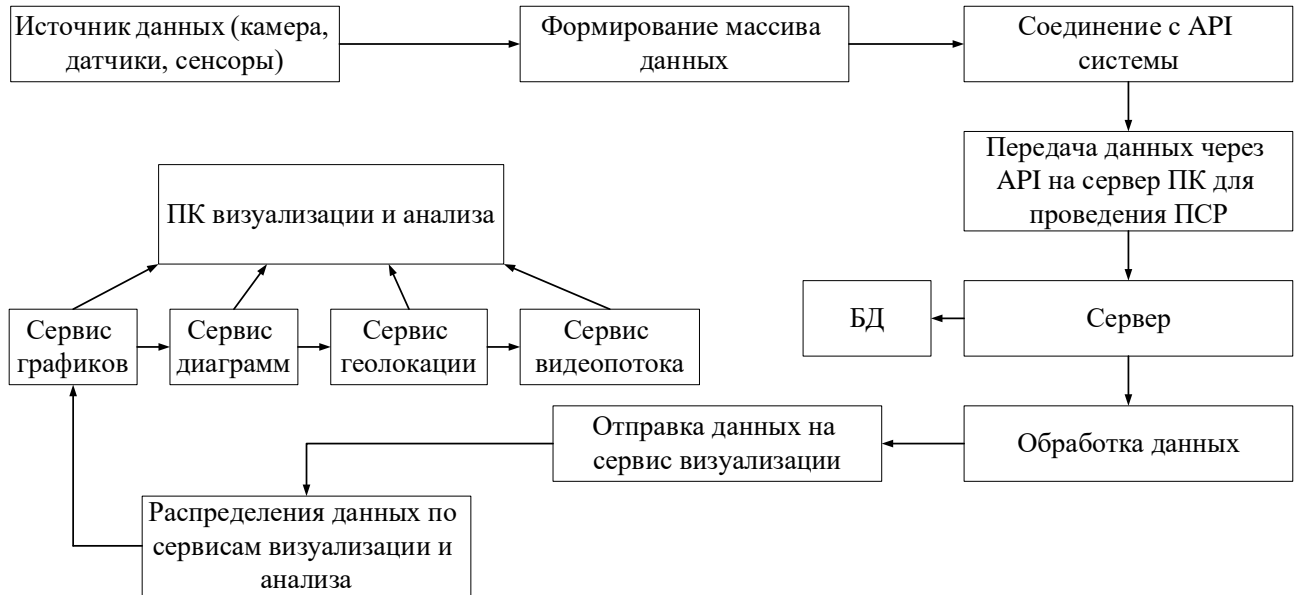 Источник данных (камера,
датчики, сенсоры)
Формирование массива
данных
Соединение с API
системы
Передача данных через
API на сервер ПК для
проведения ПСР
ПК визуализации и анализа
Сервис
графиков
Сервис
диаграмм
Сервис
геолокации
Сервис
видеопотока
БД
Сервер
Отправка данных на
сервис визуализации
Обработка данных
Распределения данных по
сервисам визуализации и
анализа